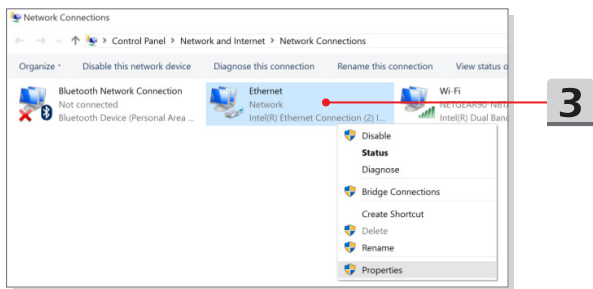 Network Connections
Control Panel > Network and Internet > Network Connections
Organize Disable this network device Diagnose this connection Rename this connection View status o
Bluetooth Network Connection
Not connected
Bluetooth Device (Personal Area ...
Ethernet
Network
Intel(R) Ethernet Connection (2) I...
Wi-Fi
Intel(R) Dual Band
3
Disable
Status
Diagnose
Bridge Connections
Create Shortcut
Delete
Rename
Properties